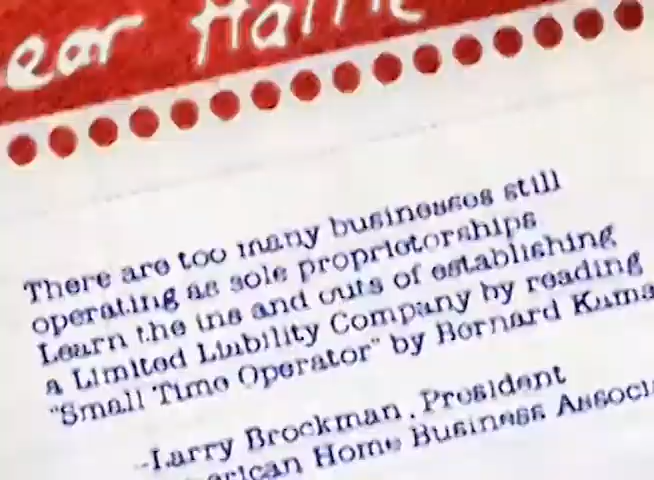 ear
There are too many businesses still
operating as sole proprietorships
Learn the ins and outs of establishing
a Limited Liability Company by reading
"Small Time Operator" by Bernard
--Larry Brockman, President
Home Business